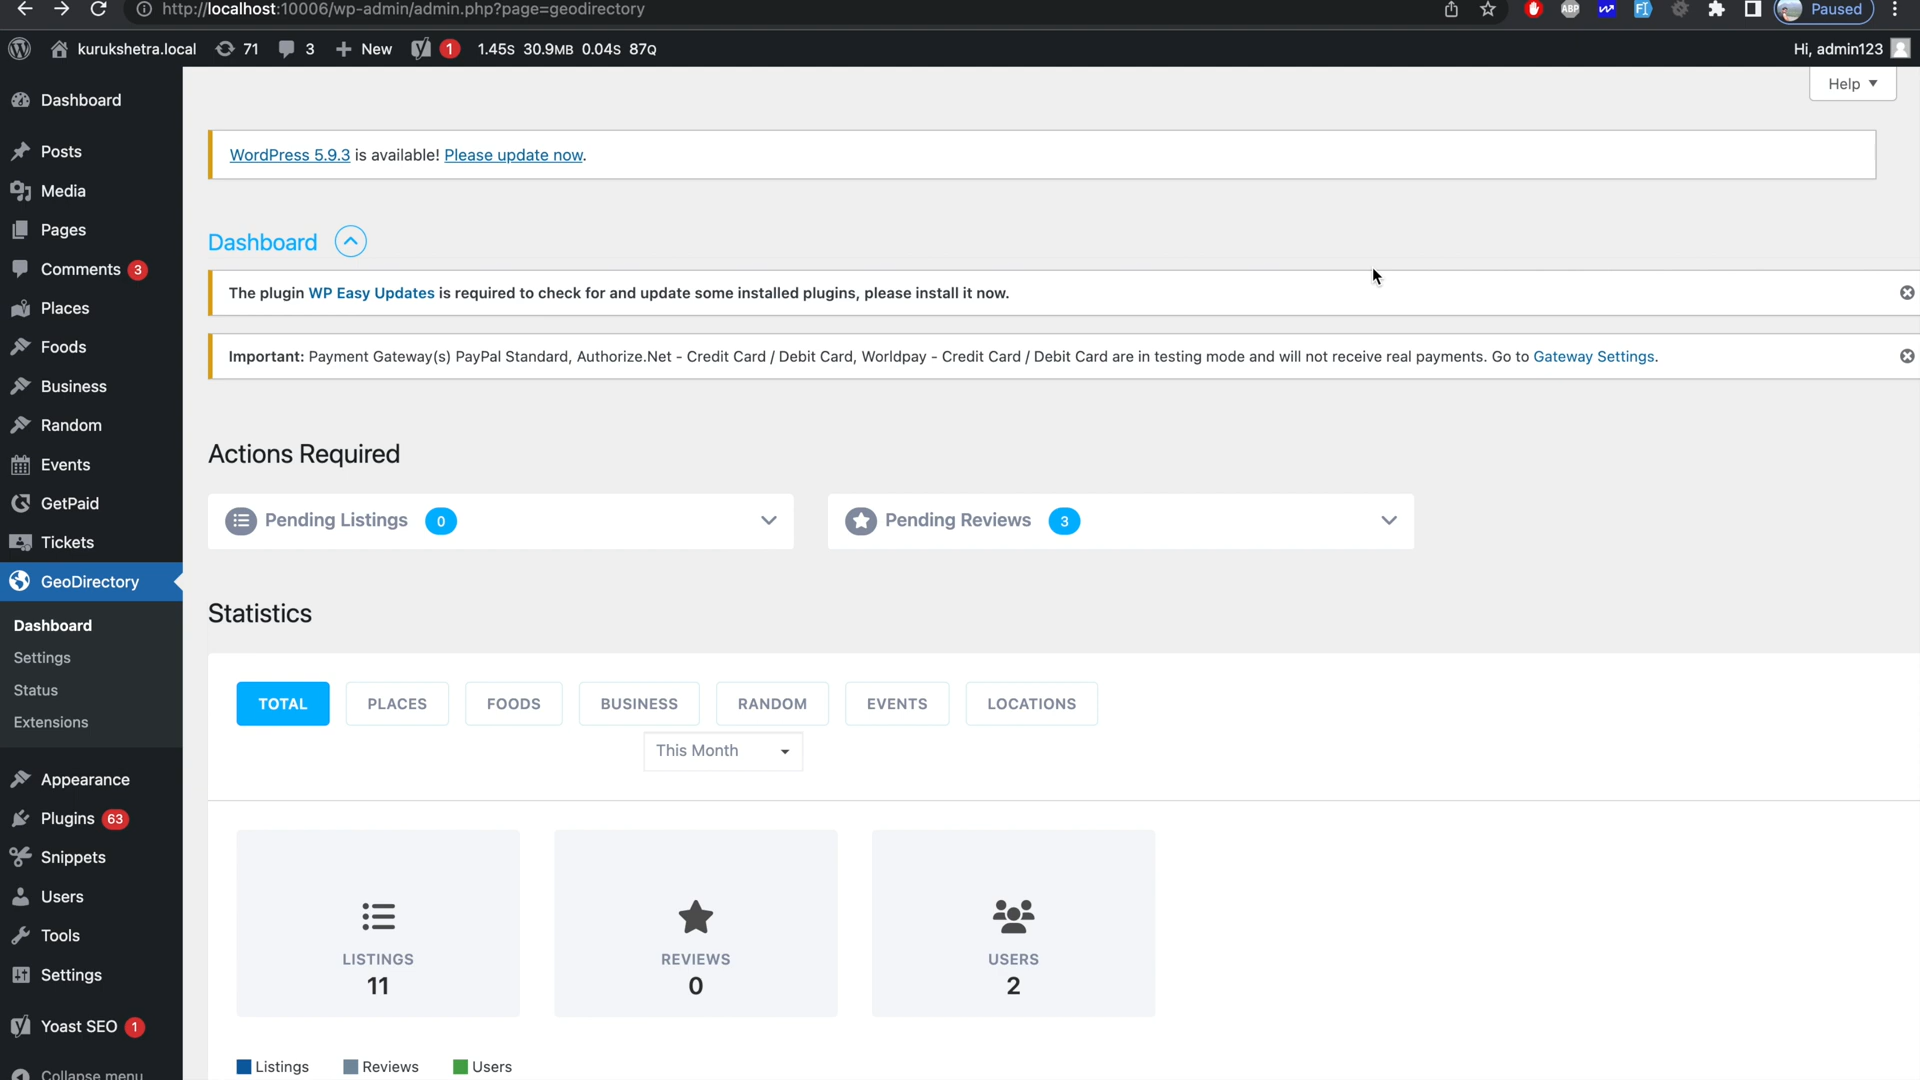 http://localhost:10006/wp-admin/admin.php?page=geodirectory
ABP
Paused
kurukshetra.local 71 3 New 1 1.45s 30.9MB 0.04s 87Q
Hi, admin123
Help
Dashboard
Posts
Media
Pages
Comments 3
Places
Foods
Business
Random
Events
GetPaid
Tickets
GeoDirectory
Dashboard
Settings
Status
Extensions
Appearance
Plugins 63
Snippets
Users
Tools
Settings
Yoast SEO 1
Collapse menu
WordPress 5.9.3 is available! Please update now.
Dashboard
The plugin WP Easy Updates is required to check for and update some installed plugins, please install it now.
Important: Payment Gateway(s) PayPal Standard, Authorize.Net - Credit Card / Debit Card, Worldpay - Credit Card / Debit Card are in testing mode and will not receive real payments. Go to Gateway Settings.
Actions Required
Pending Listings 0
Pending Reviews 3
Statistics
TOTAL PLACES FOODS BUSINESS RANDOM EVENTS LOCATIONS
This Month
LISTINGS
11
REVIEWS
0
USERS
2
Listings Reviews Users